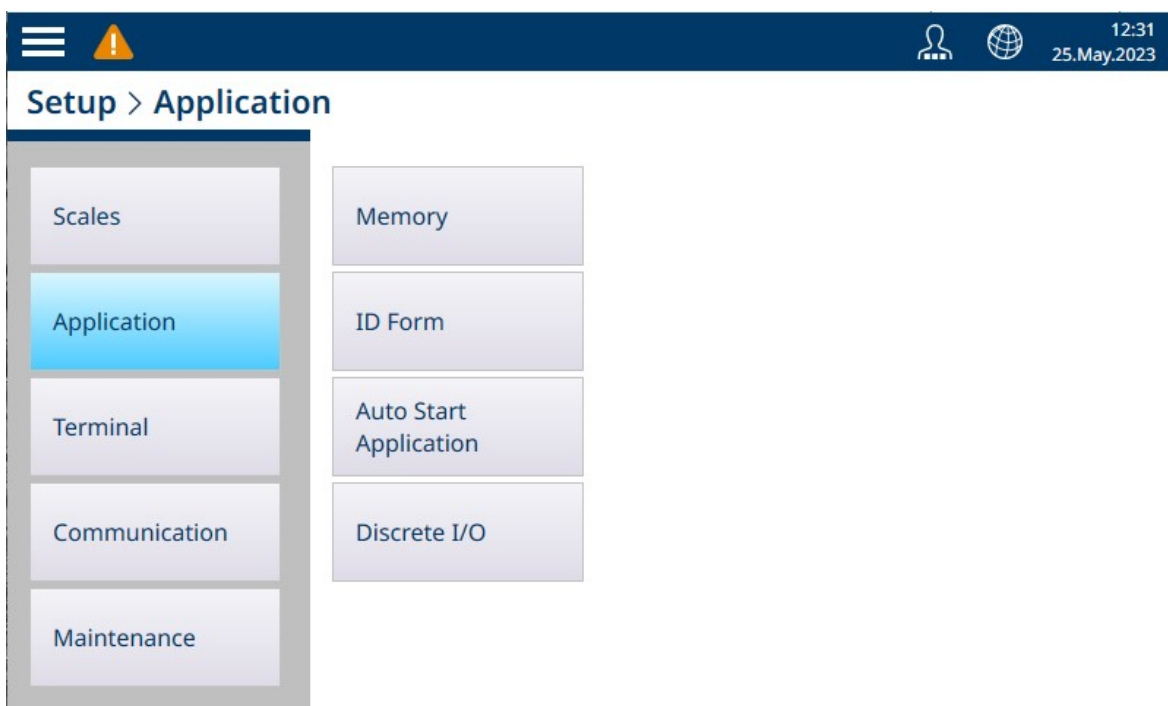 12:31
25.May.2023
Setup > Application
Scales
Memory
Application
ID Form
Terminal
Auto Start
Application
Communication
Discrete I/O
Maintenance